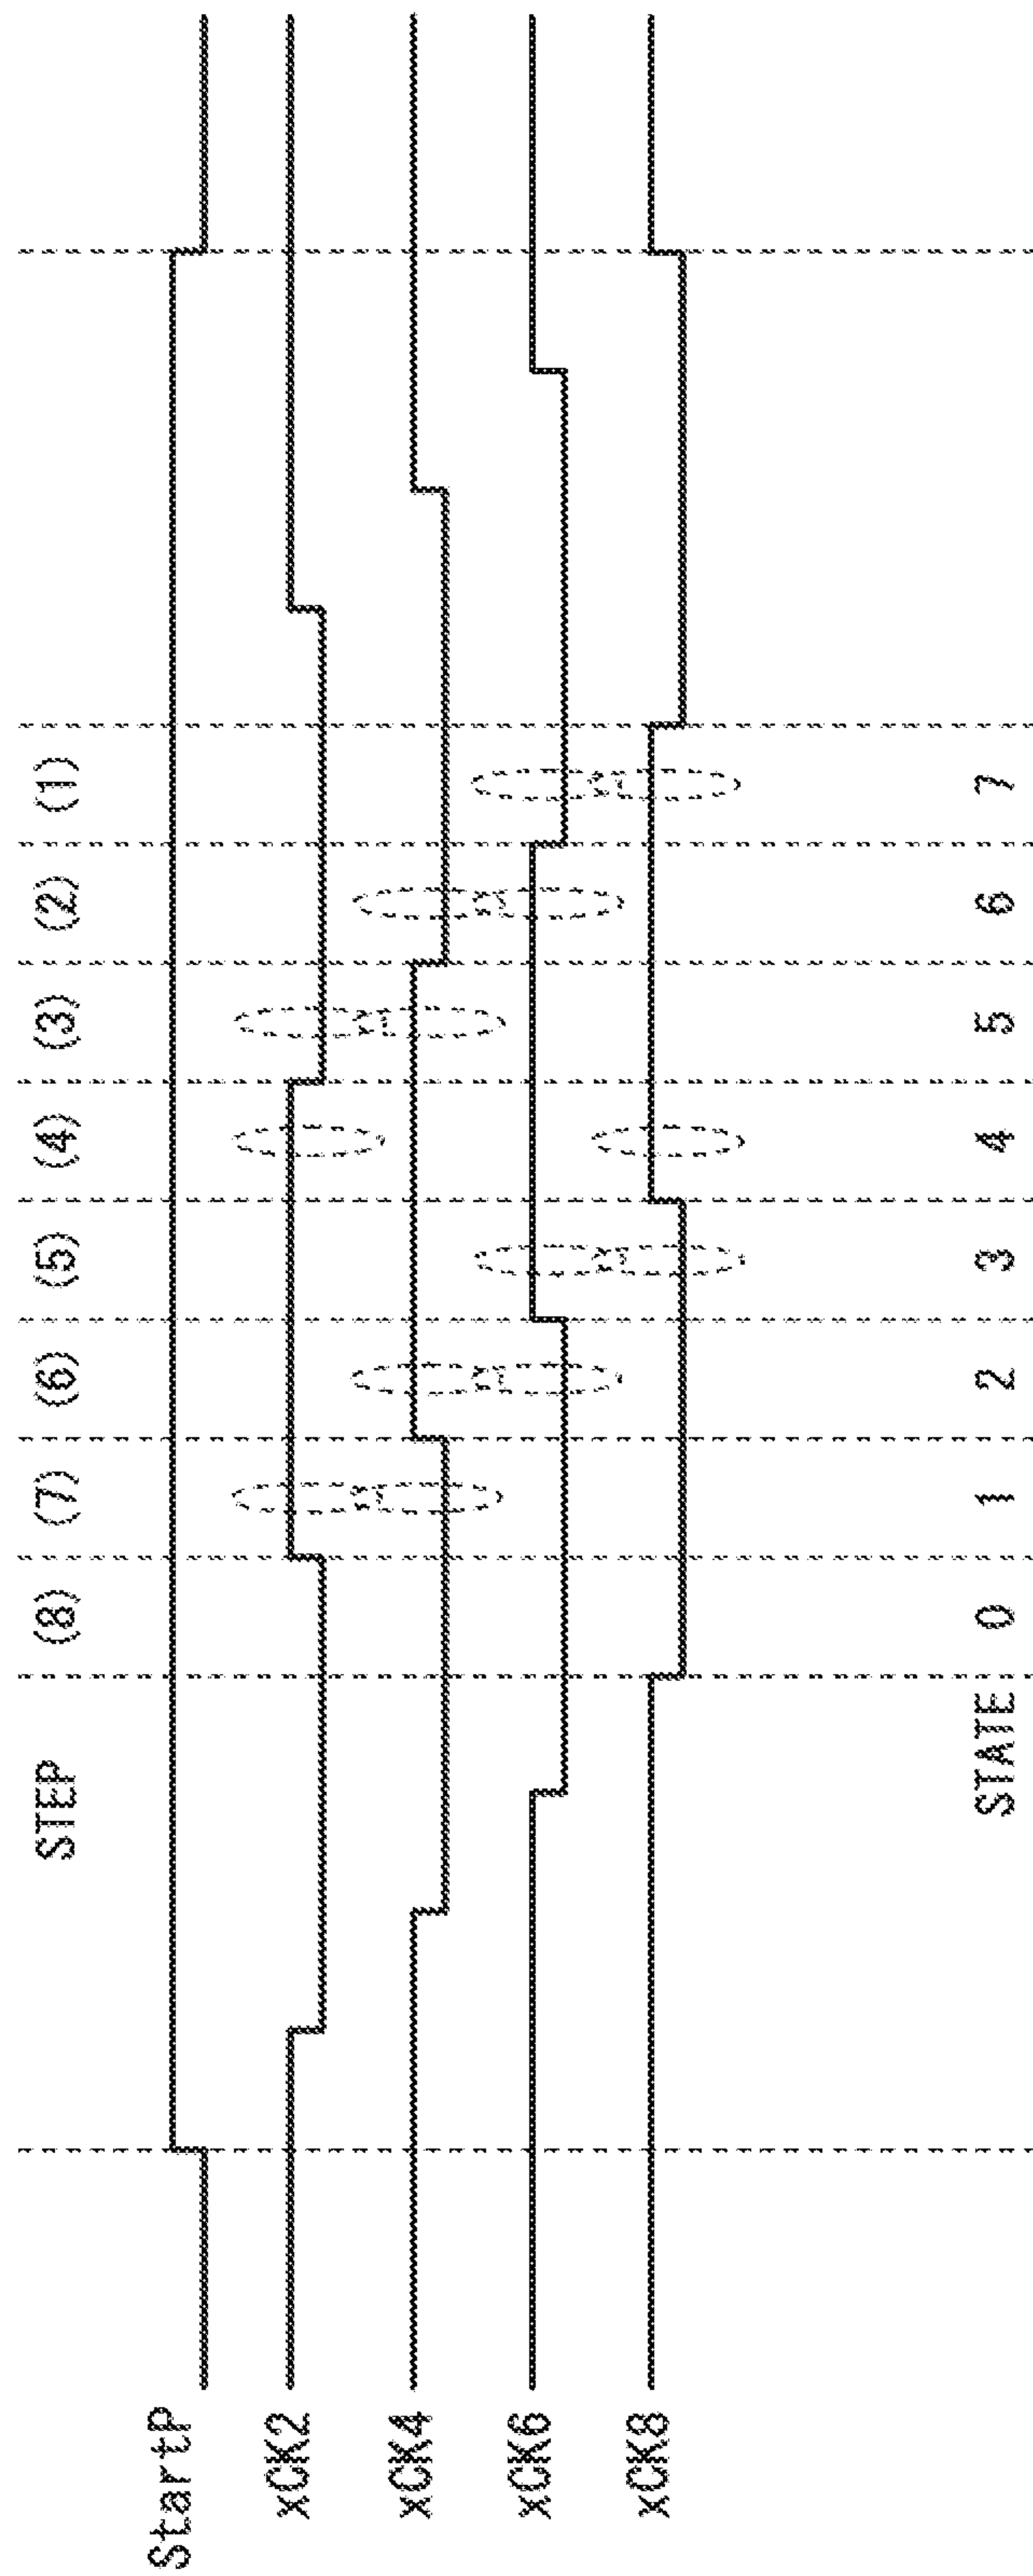 STEP (8) (7) (6) (5) (4) (3) (2) (1)
StartP
xCK2
xCK4
xCK6
xCK8
STATE 0 1 2 3 4 5 6 7